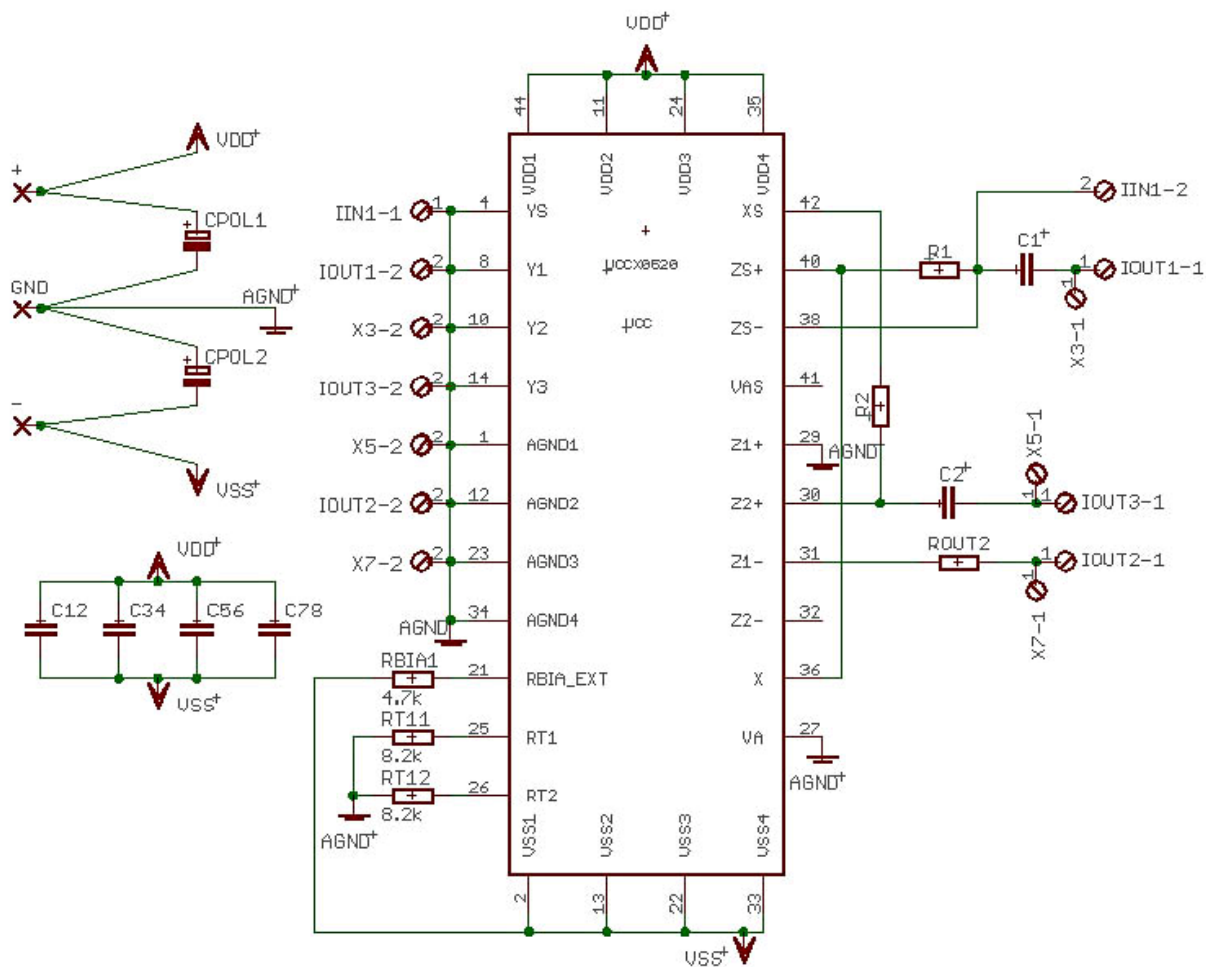 VDD+
44
11
24
35
VDD1
VDD2
VDD3
VDD4
+
VDD+
+
CPOL1
GND
AGND+
+
CPOL2
-
VSS+
VDD+
C12
C34
C56
C78
VSS+
IIN1-1
1
4
YS
IOUT1-2
2
8
Y1
X3-2
2
10
Y2
IOUT3-2
2
14
Y3
X5-2
2
1
AGND1
IOUT2-2
2
12
AGND2
X7-2
2
23
AGND3
AGND
34
AGND4
RBIA1
21
RBIA_EXT
4.7k
RT11
25
RT1
8.2k
RT12
26
RT2
8.2k
AGND+
UCCX0520
UCC
XS
42
ZS+
40
ZS-
38
VAS
41
Z1+
29
AGND
Z2+
30
Z1-
31
Z2-
32
X
36
VA
27
AGND+
R1
C1+
2
IIN1-2
1
IOUT1-1
1
X3-1
R2
C2+
X5-1
1
1
IOUT3-1
ROUT2
1
IOUT2-1
1
X7-1
VSS1
VSS2
VSS3
VSS4
2
13
22
33
VSS+